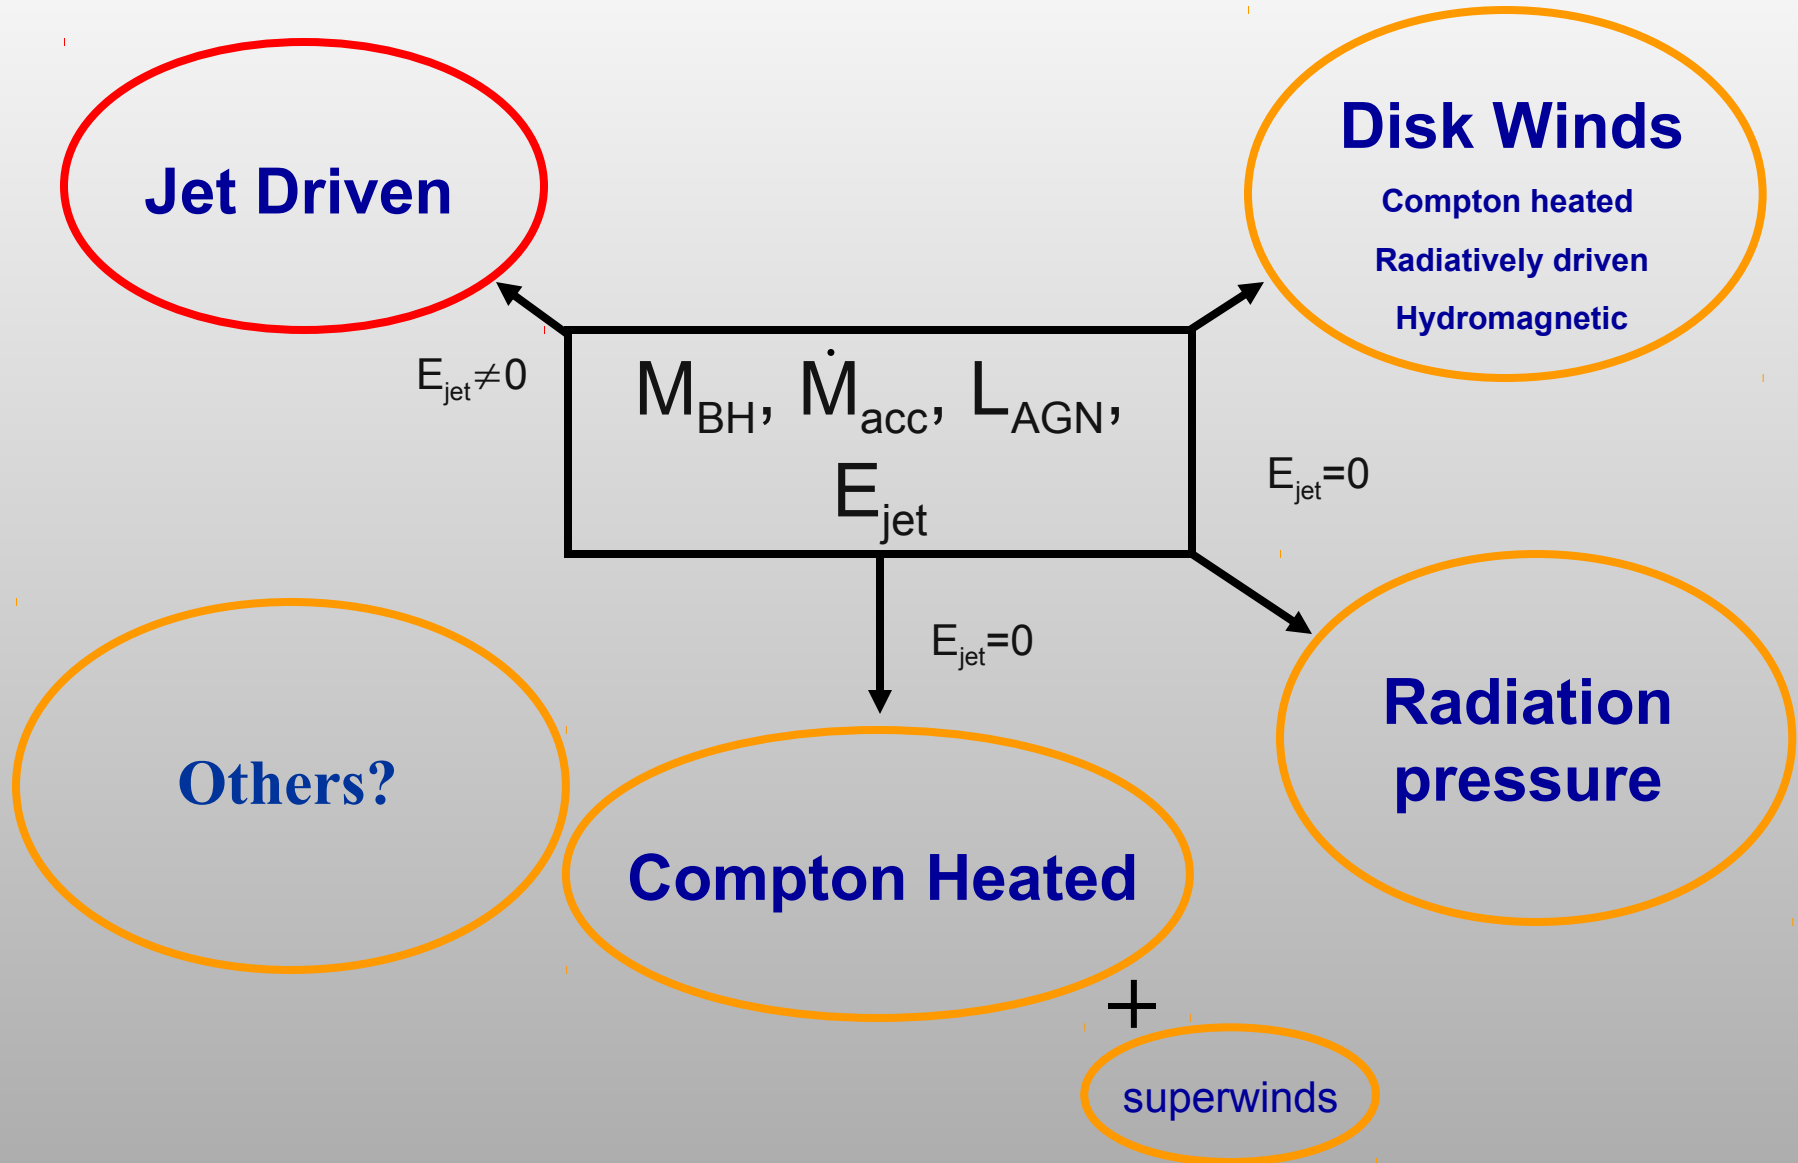 Jet Driven
Disk Winds
Compton heated
Radiatively driven
Hydromagnetic
E_jet≠0
M_BH, Ṁ_acc, L_AGN,
E_jet
E_jet=0
E_jet=0
Radiation
pressure
Others?
Compton Heated
+
superwinds